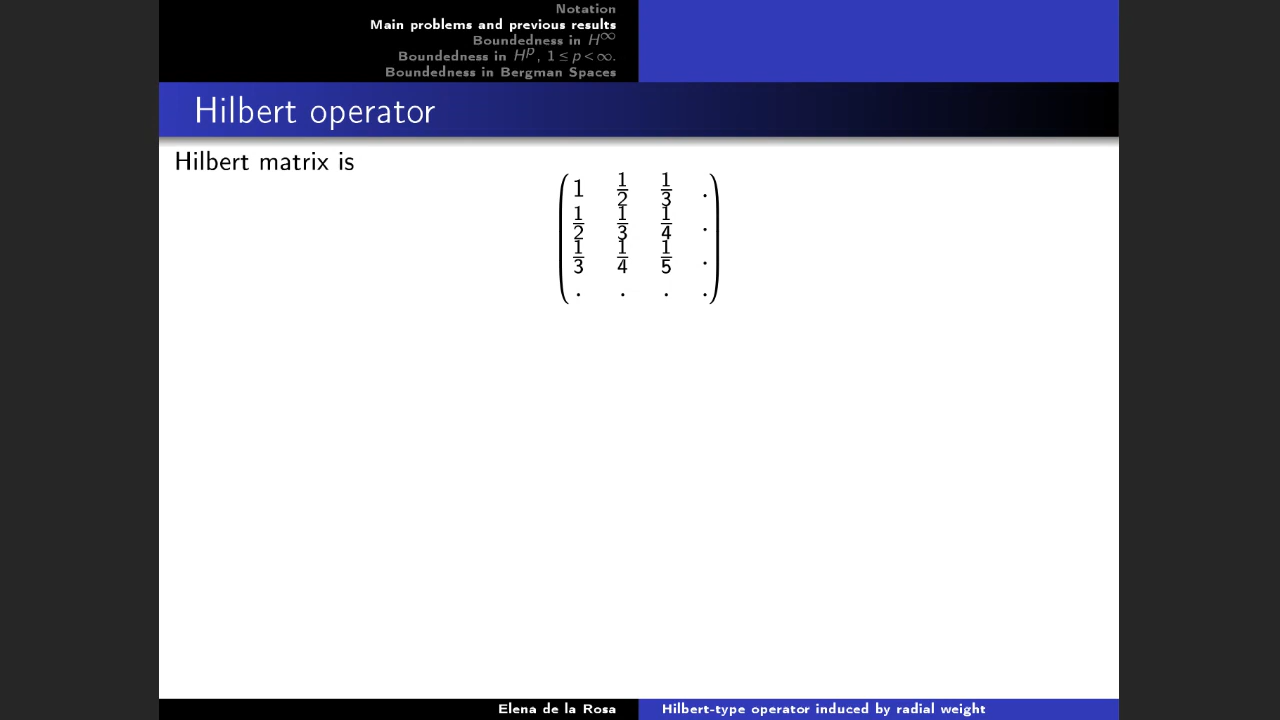 Notation
Main problems and previous results
Boundedness in H∞
Boundedness in Hᵖ, 1 ≤ p < ∞.
Boundedness in Bergman Spaces
Hilbert operator
Hilbert matrix is
1 1/2 1/3 .
1/2 1/3 1/4 .
1/3 1/4 1/5 .
. . . .
Elena de la Rosa
Hilbert-type operator induced by radial weight